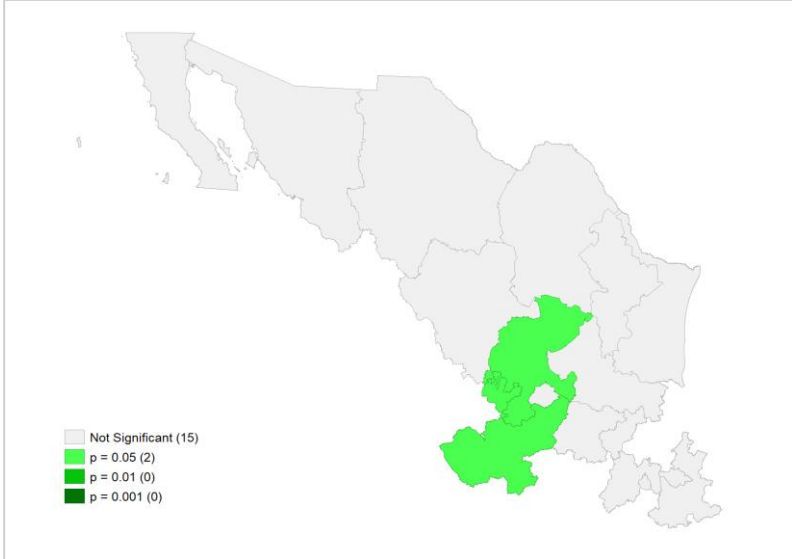 Not Significant (15)
p = 0.05 (2)
p = 0.01 (0)
p = 0.001 (0)